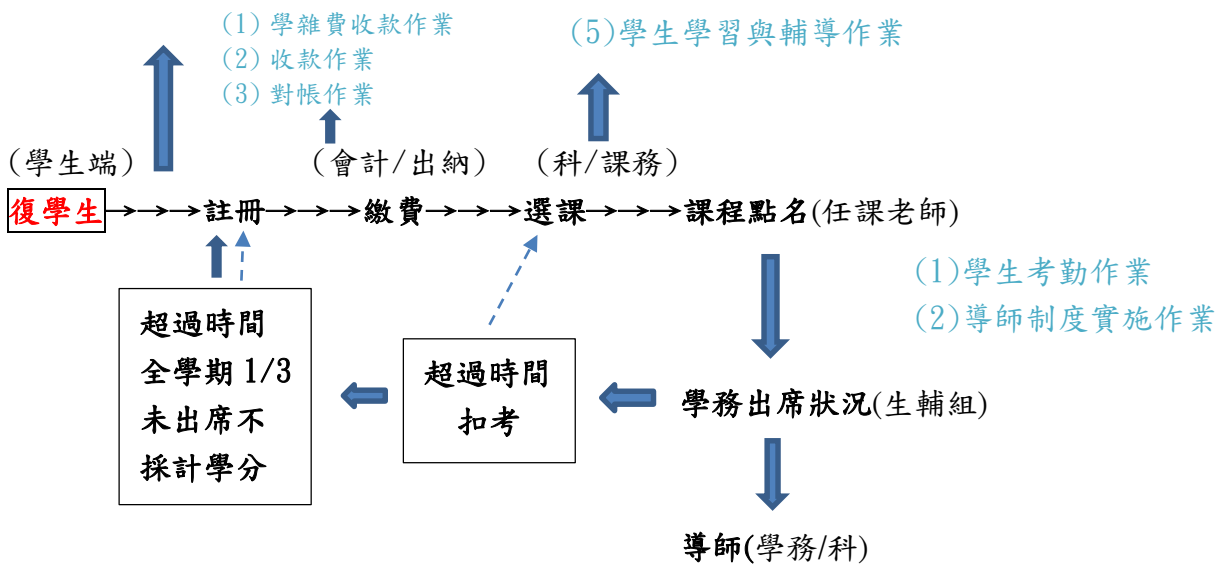 (1) 學雜費收款作業
(2) 收款作業
(3) 對帳作業
(5)學生學習與輔導作業
(學生端)
(會計/出納)
(科/課務)
復學生→→→→註冊→→→→繳費→→→→選課→→→→課程點名(任課老師)
(1)學生考勤作業
(2)導師制度實施作業
超過時間
全學期 1/3
未出席不
採計學分
超過時間
扣考
學務出席狀況(生輔組)
導師(學務/科)